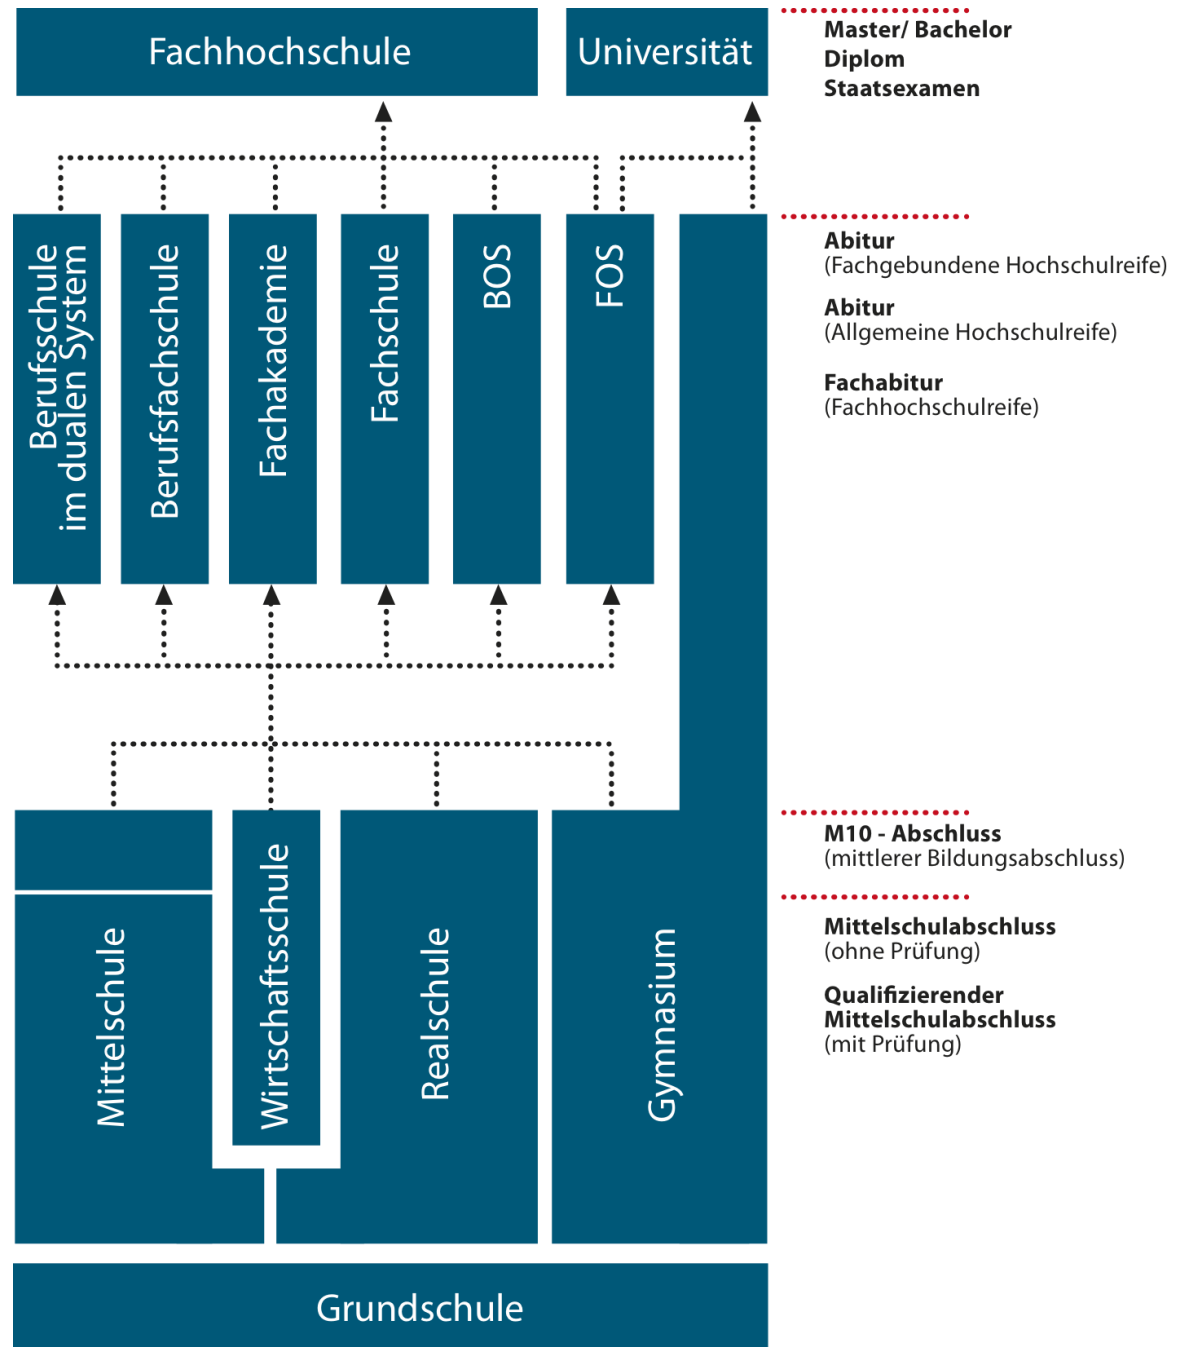 Fachhochschule
Universität
Master/ Bachelor
Diplom
Staatsexamen
Berufsschule
im dualen System
Berufsfachschule
Fachakademie
Fachschule
BOS
FOS
Abitur
(Fachgebundene Hochschulreife)
Abitur
(Allgemeine Hochschulreife)
Fachabitur
(Fachhochschulreife)
Mittelschule
Wirtschaftsschule
Realschule
Gymnasium
M10 - Abschluss
(mittlerer Bildungsabschluss)
Mittelschulabschluss
(ohne Prüfung)
Qualifizierender
Mittelschulabschluss
(mit Prüfung)
Grundschule